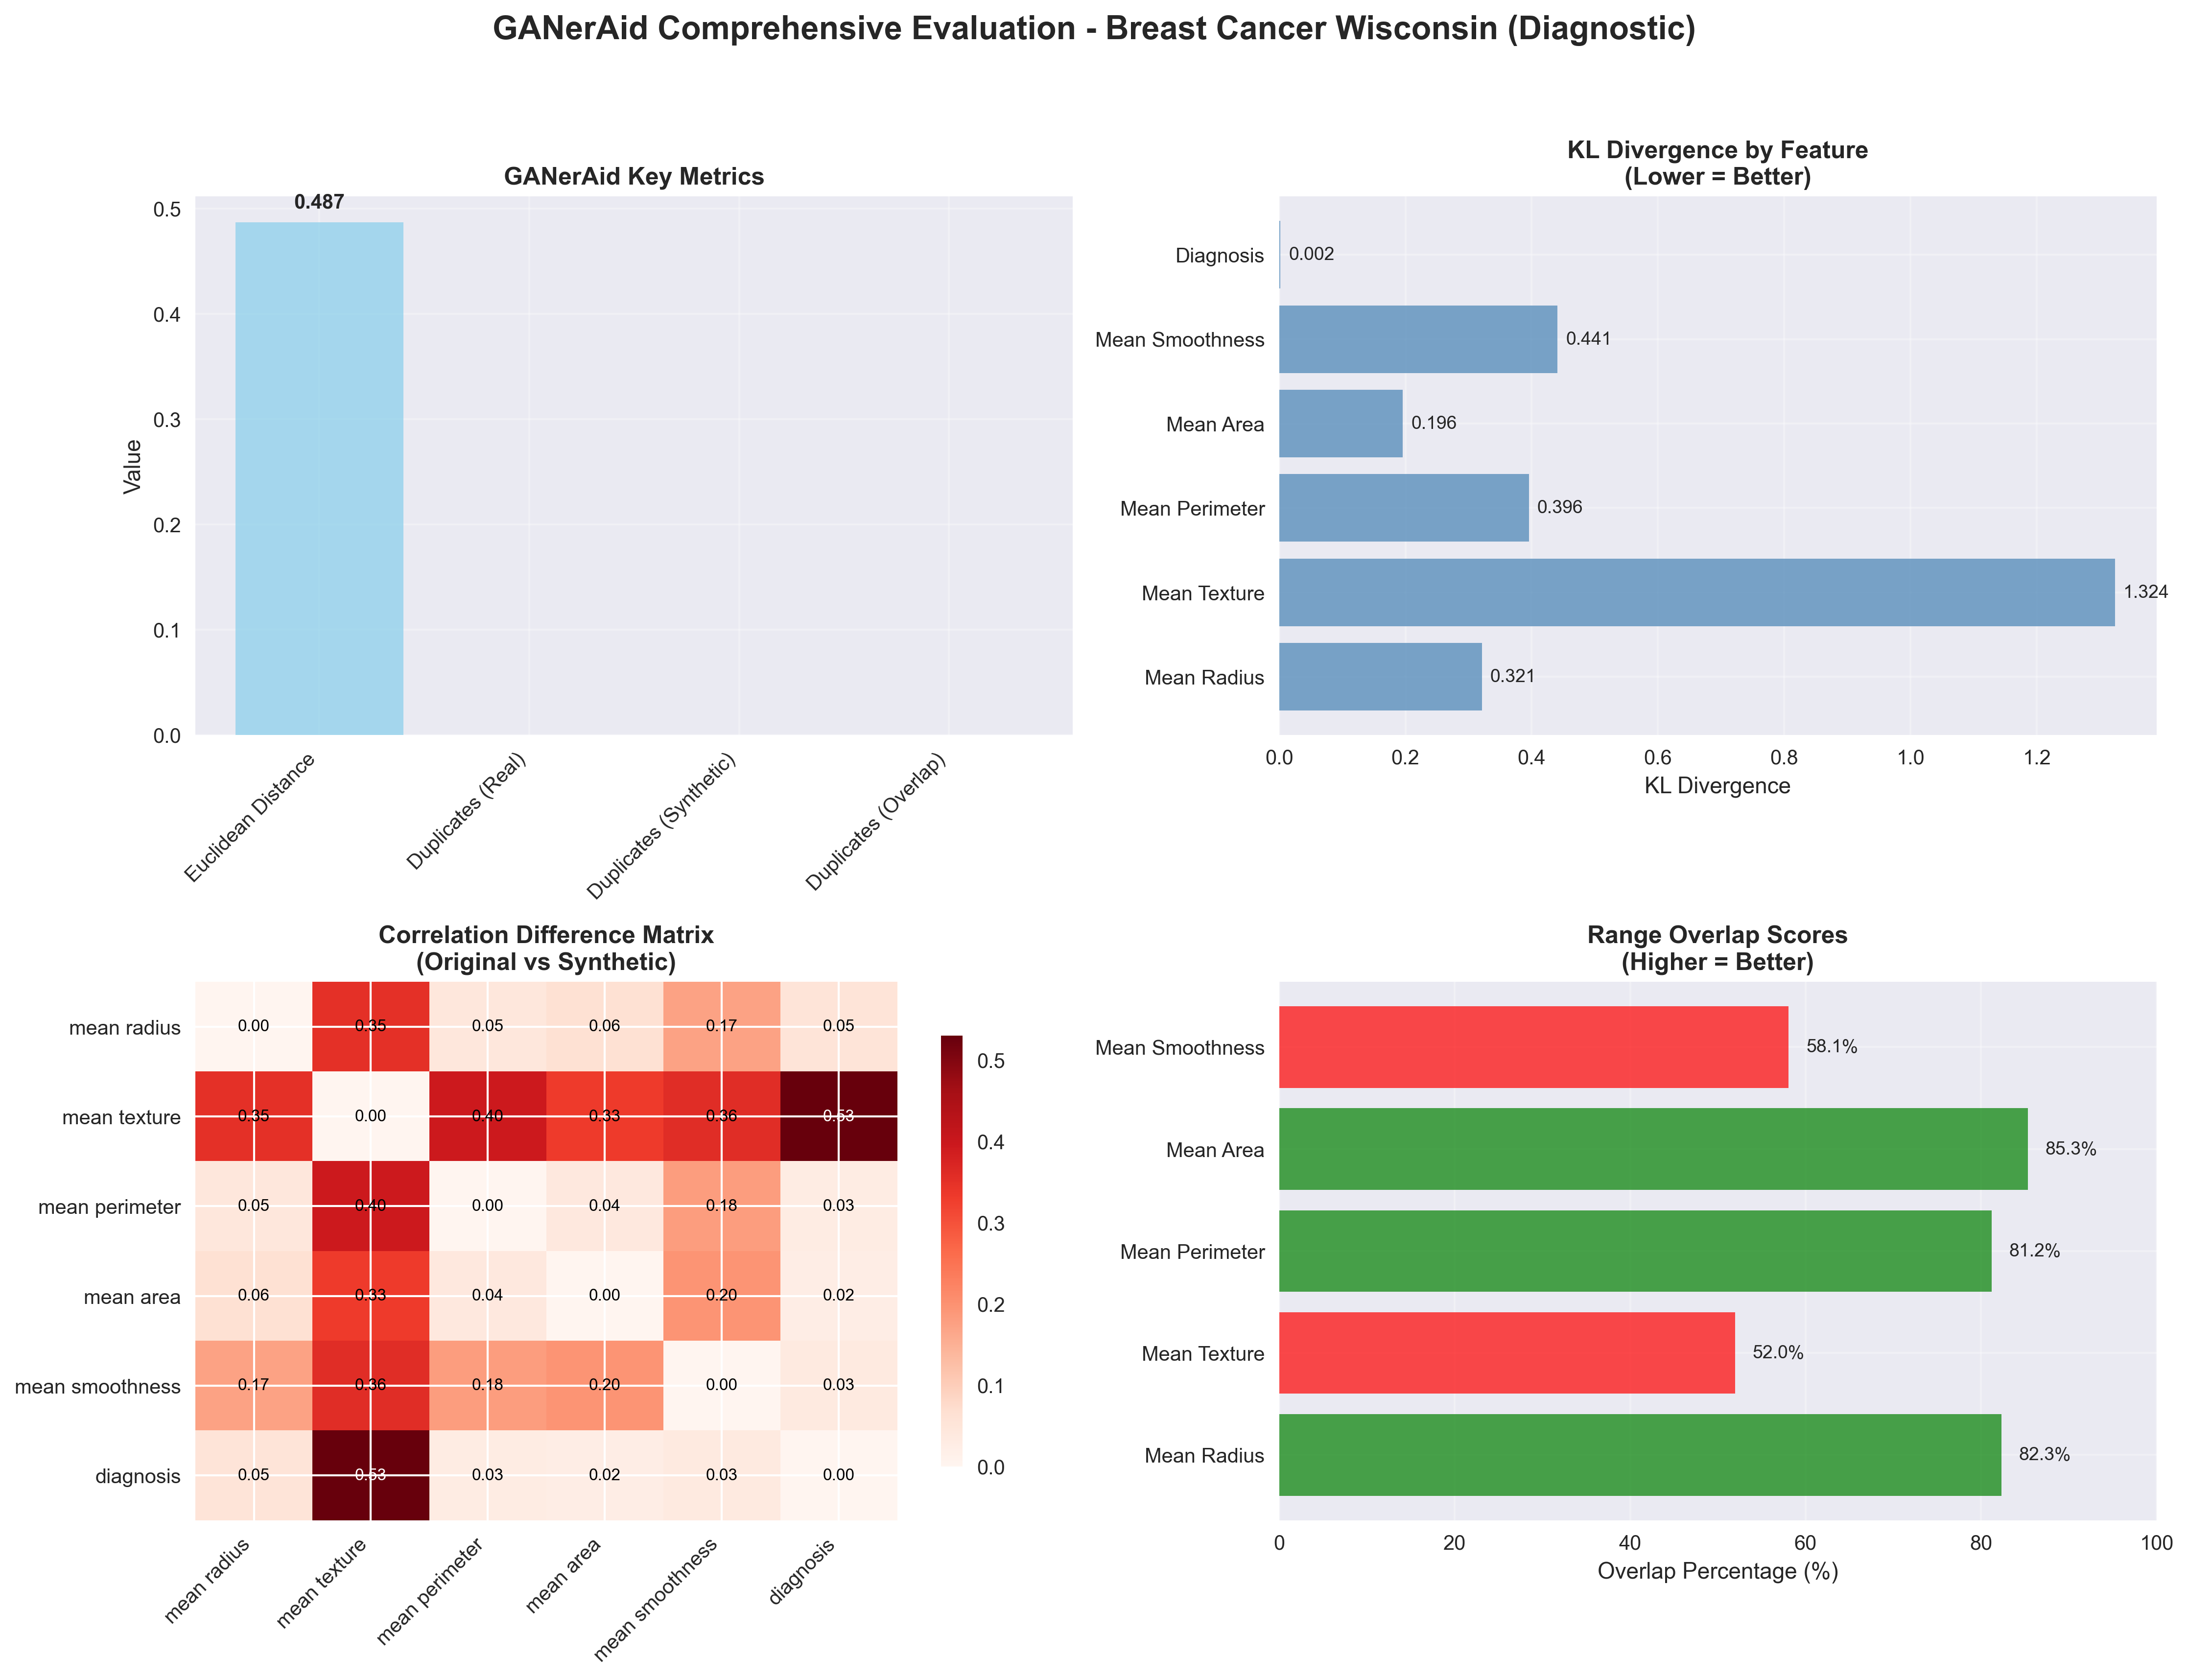 GANerAid Comprehensive Evaluation - Breast Cancer Wisconsin (Diagnostic)
GANerAid Key Metrics
0.487
0.5
0.4
0.3
0.2
0.1
0.0
Value
Euclidean Distance
Duplicates (Real)
Duplicates (Synthetic)
Duplicates (Overlap)
KL Divergence by Feature
(Lower = Better)
Diagnosis 0.002
Mean Smoothness 0.441
Mean Area 0.196
Mean Perimeter 0.396
Mean Texture 1.324
Mean Radius 0.321
0.0 0.2 0.4 0.6 0.8 1.0 1.2
KL Divergence
Correlation Difference Matrix
(Original vs Synthetic)
mean radius 0.00 0.35 0.05 0.06 0.17 0.05
mean texture 0.35 0.00 0.40 0.33 0.36 0.53
mean perimeter 0.05 0.40 0.00 0.04 0.18 0.03
mean area 0.06 0.33 0.04 0.00 0.20 0.02
mean smoothness 0.17 0.36 0.18 0.20 0.00 0.03
diagnosis 0.05 0.53 0.03 0.02 0.03 0.00
mean radius
mean texture
mean perimeter
mean area
mean smoothness
diagnosis
0.5
0.4
0.3
0.2
0.1
0.0
Range Overlap Scores
(Higher = Better)
Mean Smoothness 58.1%
Mean Area 85.3%
Mean Perimeter 81.2%
Mean Texture 52.0%
Mean Radius 82.3%
0 20 40 60 80 100
Overlap Percentage (%)